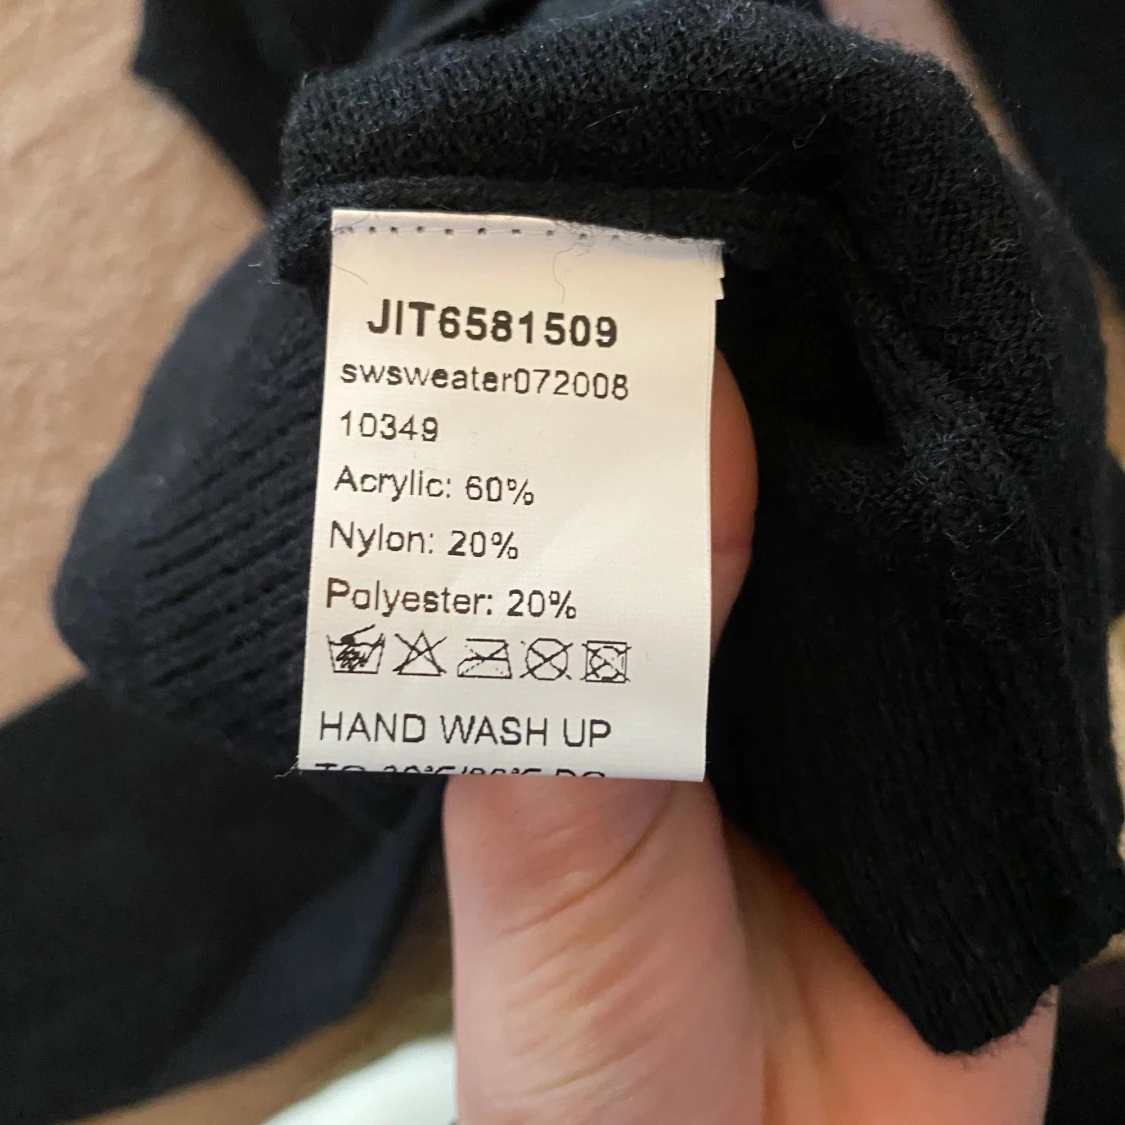 JIT6581509
swsweater072008
10349
Acrylic: 60%
Nylon: 20%
Polyester: 20%
HAND WASH UP